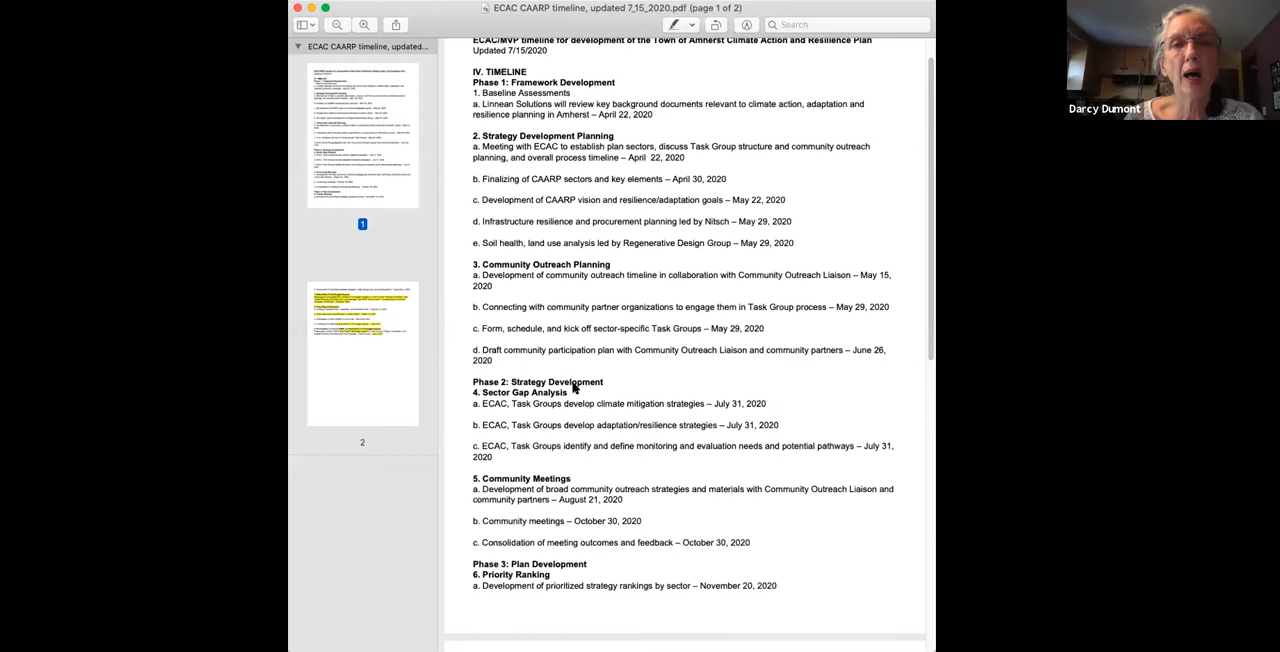 ECAC CAARP timeline, updated 7_15_2020.pdf (page 1 of 2)
Search
ECAC CAARP timeline, updated...
1
2
ECAC/MVP timeline for development of the Town of Amherst Climate Action and Resilience Plan
Updated 7/15/2020
IV. TIMELINE
Phase 1: Framework Development
1. Baseline Assessments
a. Linnean Solutions will review key background documents relevant to climate action, adaptation and
resilience planning in Amherst – April 22, 2020
2. Strategy Development Planning
a. Meeting with ECAC to establish plan sectors, discuss Task Group structure and community outreach
planning, and overall process timeline – April 22, 2020
b. Finalizing of CAARP sectors and key elements – April 30, 2020
c. Development of CAARP vision and resilience/adaptation goals – May 22, 2020
d. Infrastructure resilience and procurement planning led by Nitsch – May 29, 2020
e. Soil health, land use analysis led by Regenerative Design Group – May 29, 2020
3. Community Outreach Planning
a. Development of community outreach timeline in collaboration with Community Outreach Liaison – May 15,
2020
b. Connecting with community partner organizations to engage them in Task Group process – May 29, 2020
c. Form, schedule, and kick off sector-specific Task Groups – May 29, 2020
d. Draft community participation plan with Community Outreach Liaison and community partners – June 26,
2020
Phase 2: Strategy Development
4. Sector Gap Analysis
a. ECAC, Task Groups develop climate mitigation strategies – July 31, 2020
b. ECAC, Task Groups develop adaptation/resilience strategies – July 31, 2020
c. ECAC, Task Groups identify and define monitoring and evaluation needs and potential pathways – July 31,
2020
5. Community Meetings
a. Development of broad community outreach strategies and materials with Community Outreach Liaison and
community partners – August 21, 2020
b. Community meetings – October 30, 2020
c. Consolidation of meeting outcomes and feedback – October 30, 2020
Phase 3: Plan Development
6. Priority Ranking
a. Development of prioritized strategy rankings by sector – November 20, 2020
Darcy Dumont